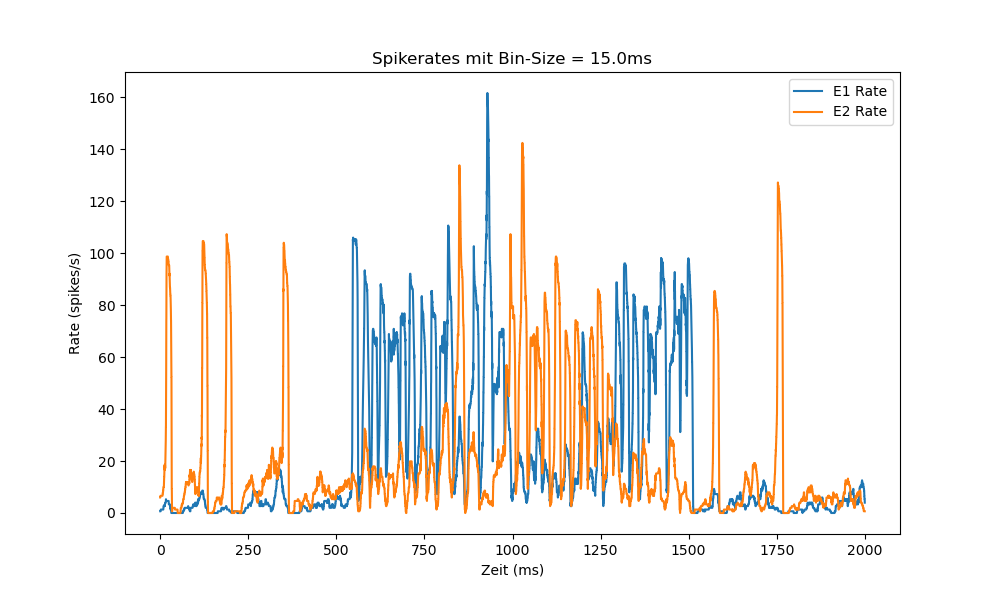 Spikerates mit Bin-Size = 15.0ms
E1 Rate
E2 Rate
160
140
120
100
80
60
40
20
0
Rate (spikes/s)
0 250 500 750 1000 1250 1500 1750 2000
Zeit (ms)